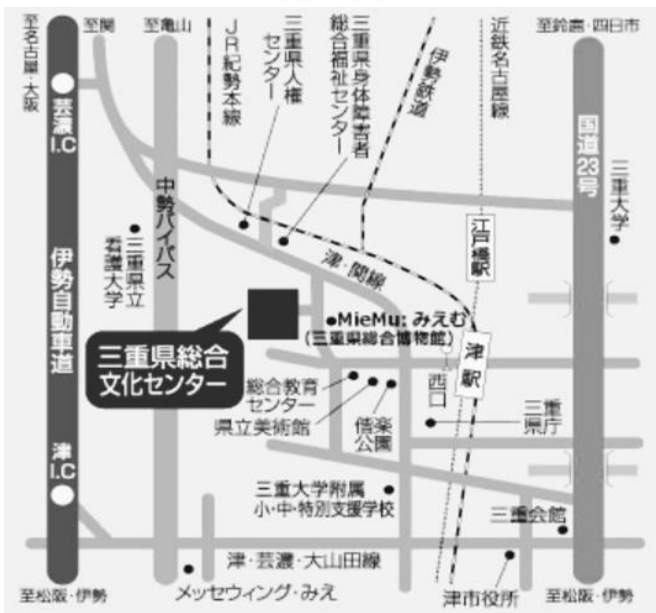 至名古屋・大阪
至関
至亀山
JR紀勢本線
三重県人権
センター
三重県身体障害者
総合福祉センター
伊勢鉄道
近鉄名古屋線
至鈴鹿・四日市
芸濃
I.C
国道23号
三重大学
中勢バイパス
三重県立
看護大学
江戸橋駅
津・関線
伊勢自動車道
MieMu: みえむ
(三重県総合博物館)
三重県総合
文化センター
津駅
西口
総合教育
センター
県立美術館
偕楽
公園
三重
県庁
津
I.C
三重大学附属
小・中・特別支援学校
三重会館
津・芸濃・大山田線
メッセウィング・みえ
津市役所
至松阪・伊勢
至松阪・伊勢